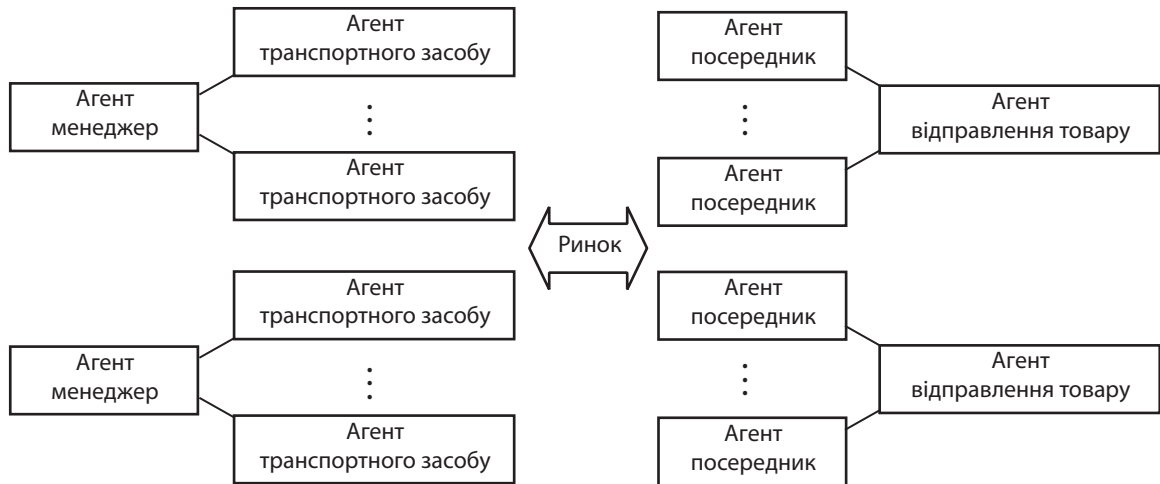 Агент
транспортного засобу
Агент
посередник
Агент
менеджер
Агент
відправлення товару
Агент
транспортного засобу
Агент
посередник
Ринок
Агент
транспортного засобу
Агент
посередник
Агент
менеджер
Агент
відправлення товару
Агент
транспортного засобу
Агент
посередник